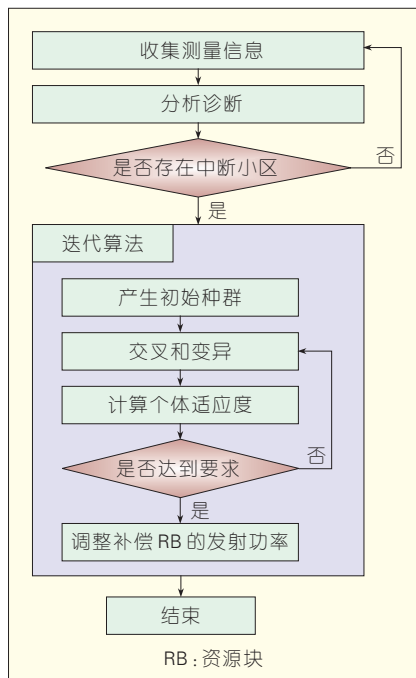 收集测量信息
分析诊断
是否存在中断小区
否
是
迭代算法
产生初始种群
交叉和变异
计算个体适应度
是否达到要求
否
是
调整补偿 RB 的发射功率
结束
RB：资源块